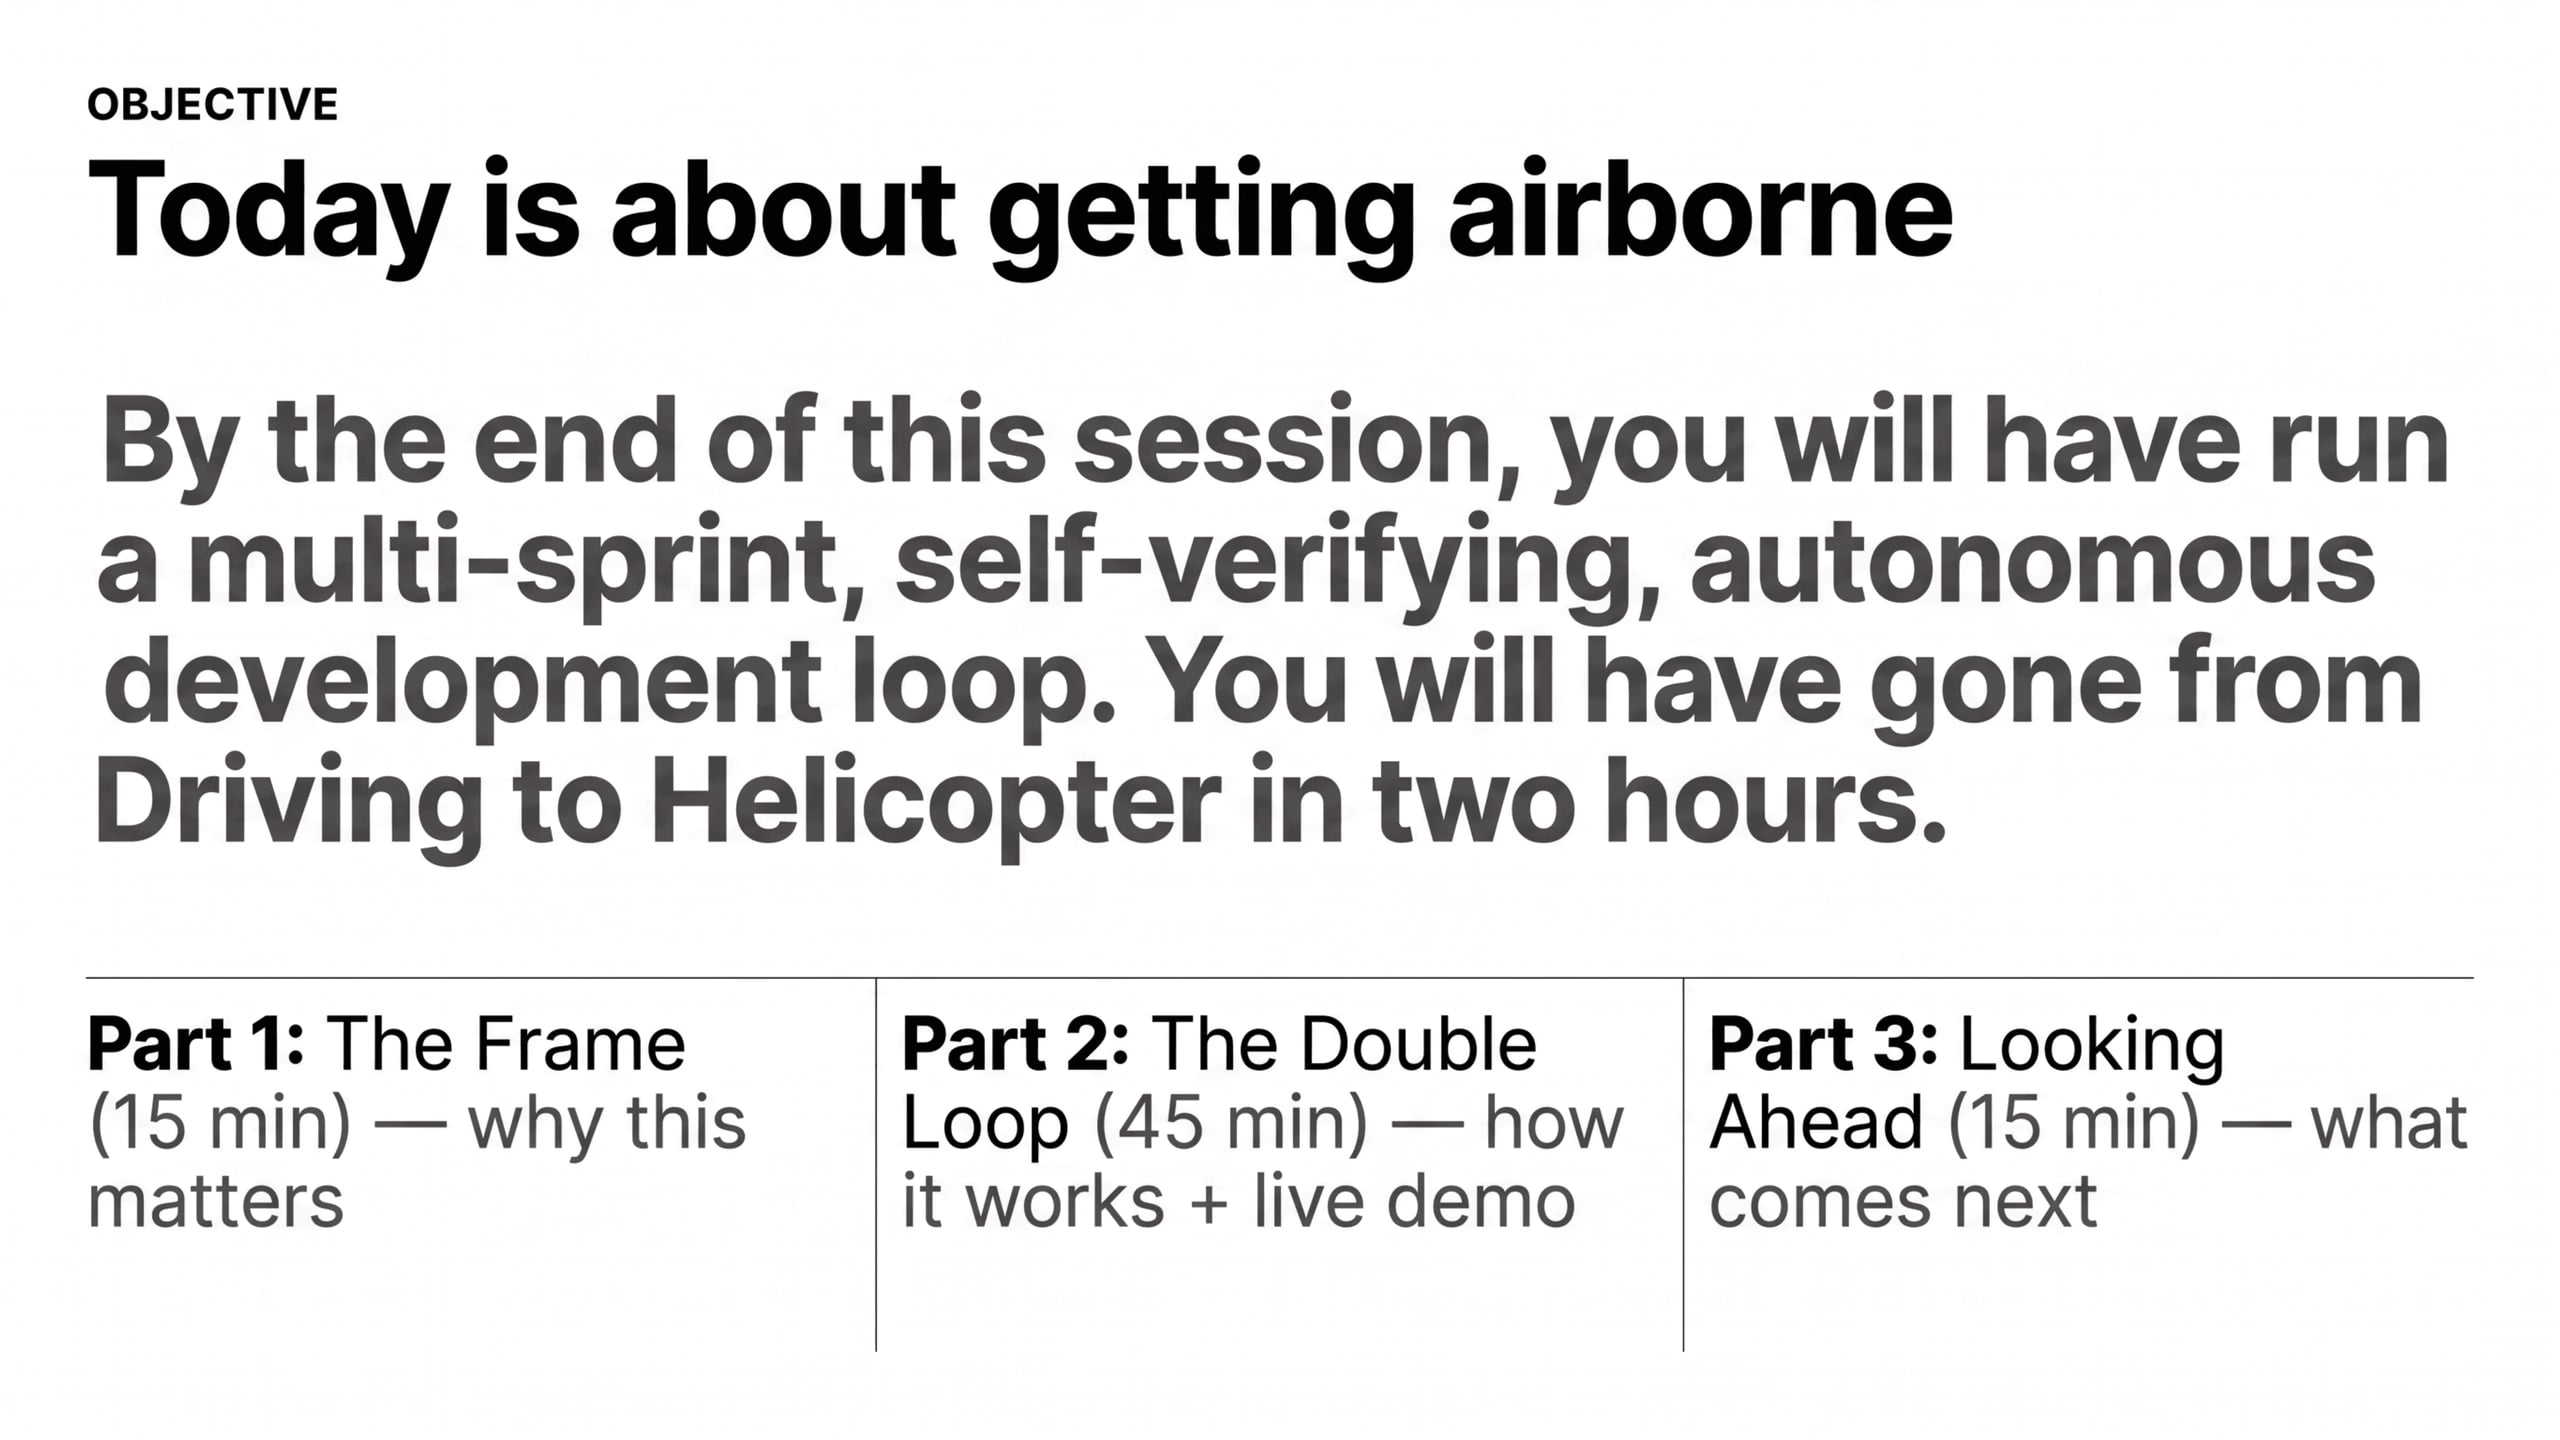 OBJECTIVE
Today is about getting airborne
By the end of this session, you will have run
a multi-sprint, self-verifying, autonomous
development loop. You will have gone from
Driving to Helicopter in two hours.
Part 1: The Frame
(15 min) — why this
matters
Part 2: The Double
Loop (45 min) — how
it works + live demo
Part 3: Looking
Ahead (15 min) — what
comes next